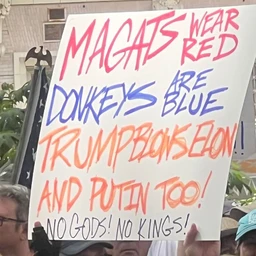 MAGATS WEAR RED
DONKEYS ARE BLUE
TRUMP BLOWS ELON!!
AND PUTIN TOO!
NO GODS! NO KINGS!